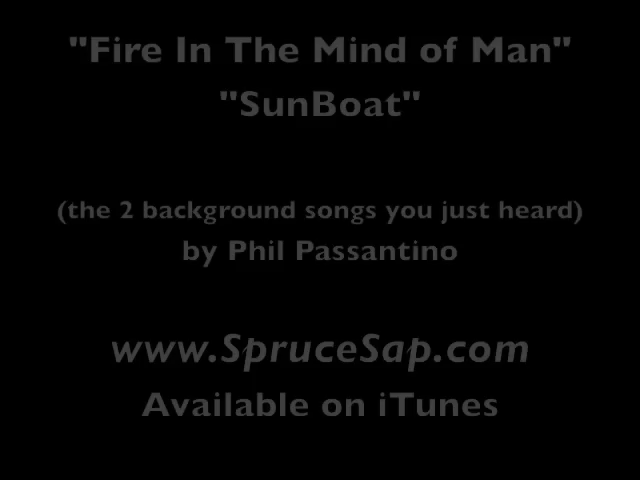 "Fire In The Mind of Man"
"SunBoat"
(the 2 background songs you just heard)
by Phil Passantino
www.SpruceSap.com
Available on iTunes